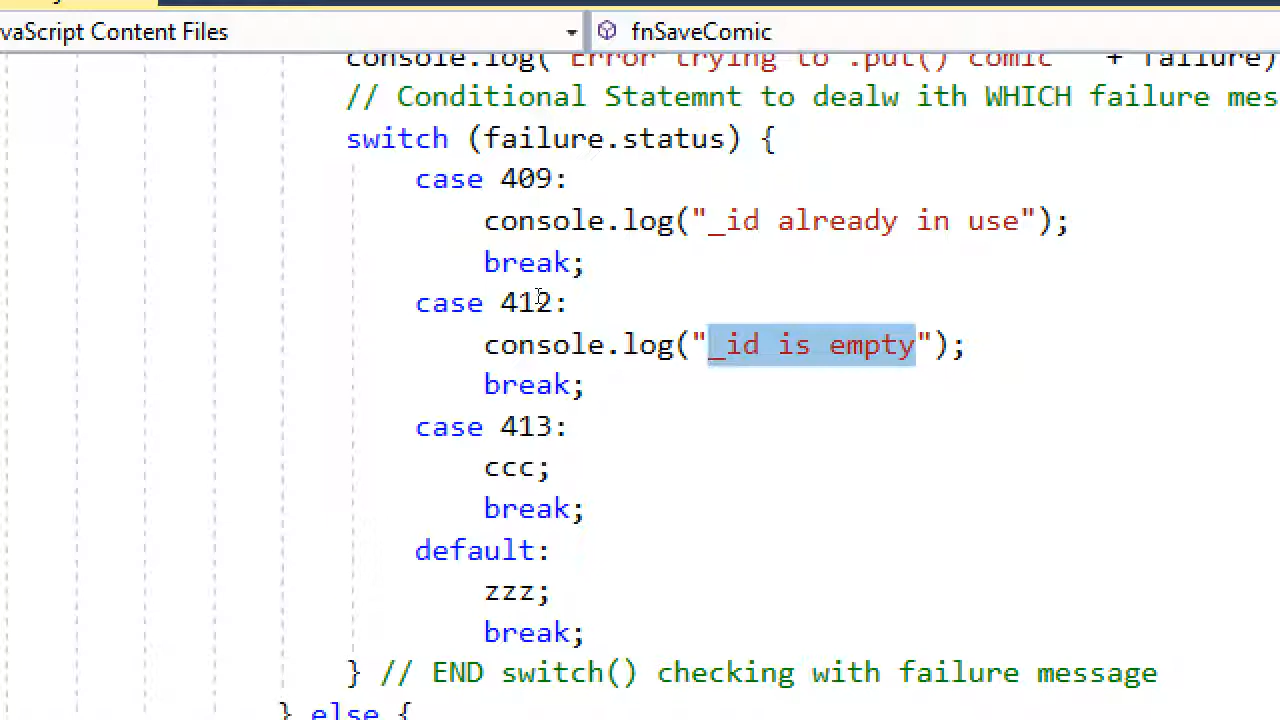 vaScript Content Files
fnSaveComic
console.log("Error trying to .put() comic " + failure)
// Conditional Statemnt to dealw ith WHICH failure mes
switch (failure.status) {
case 409:
console.log("_id already in use");
break;
case 412:
console.log("_id is empty");
break;
case 413:
ccc;
break;
default:
zzz;
break;
} // END switch() checking with failure message
} else {